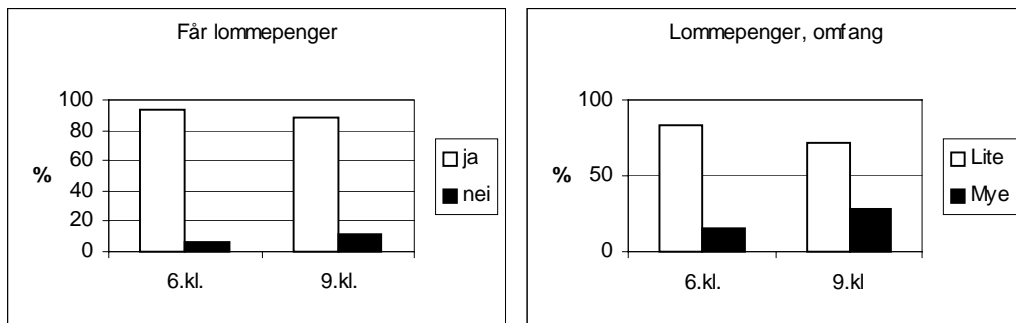 Får lommepenger
100
80
60
40
20
0
%
6.kl.
9.kl.
ja
nei
Lommepenger, omfang
100
50
0
%
6.kl.
9.kl
Lite
Mye